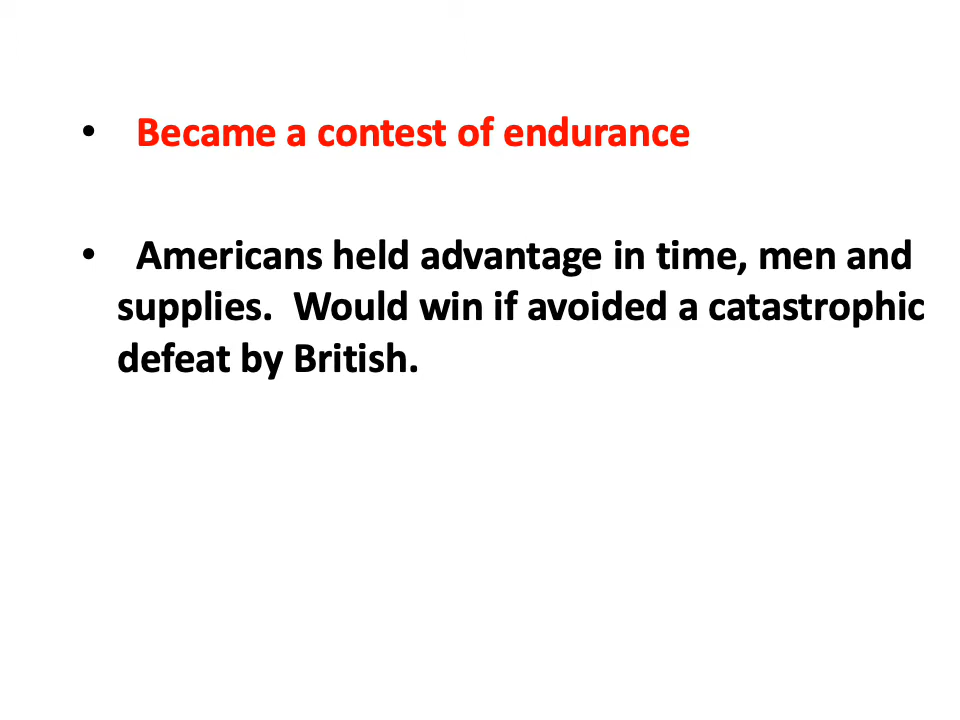 • Became a contest of endurance
• Americans held advantage in time, men and
supplies.  Would win if avoided a catastrophic
defeat by British.